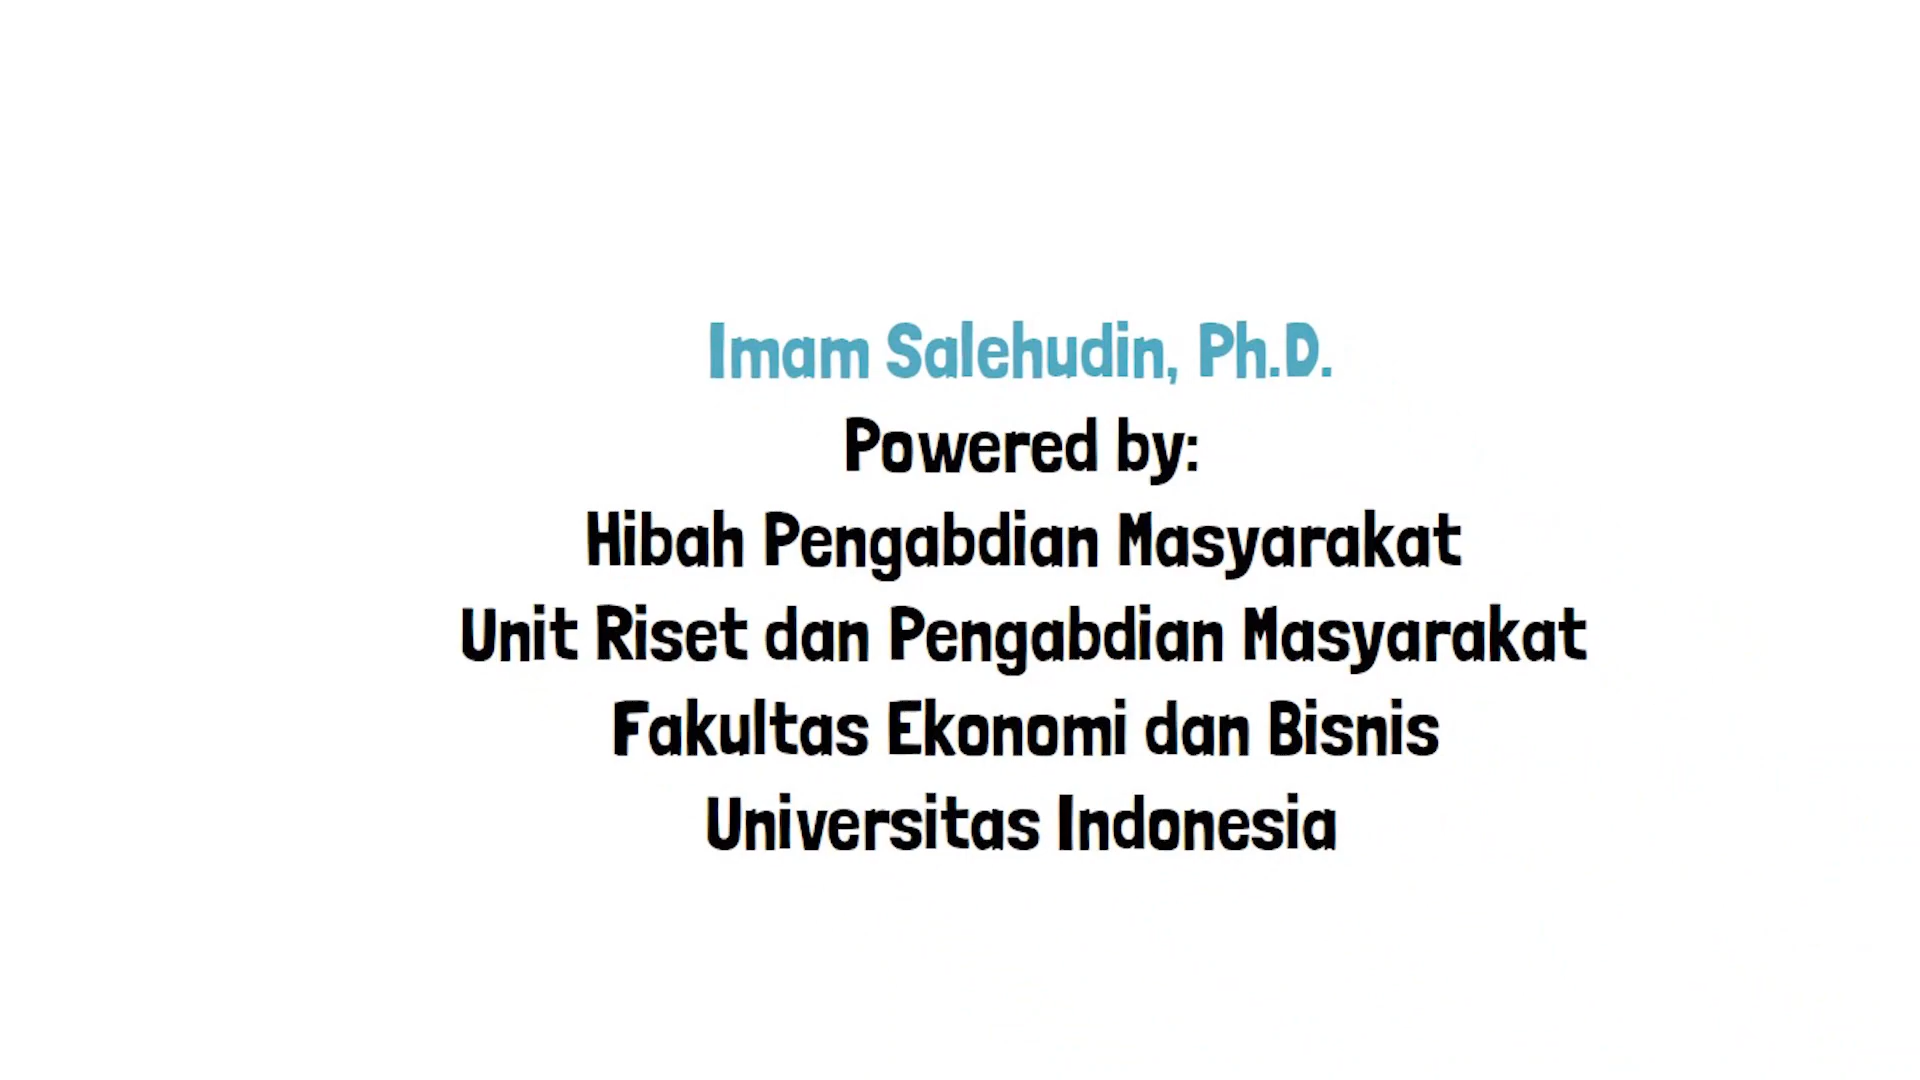 Imam Salehudin, Ph.D.
Powered by:
Hibah Pengabdian Masyarakat
Unit Riset dan Pengabdian Masyarakat
Fakultas Ekonomi dan Bisnis
Universitas Indonesia